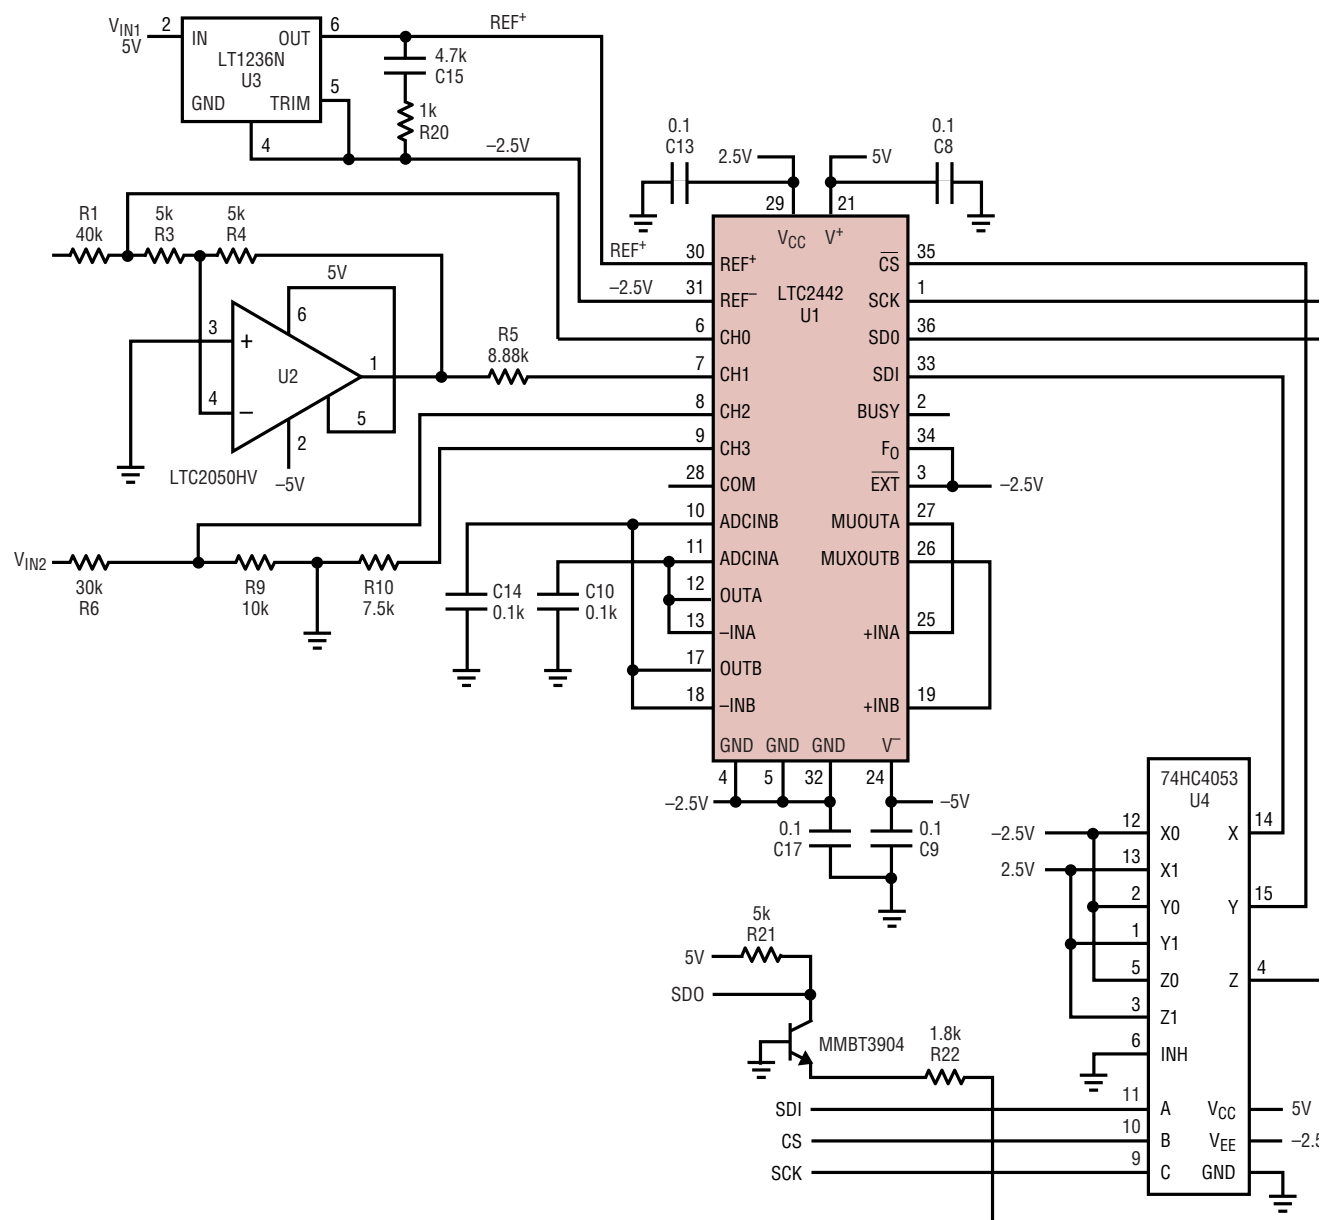 V_IN1 2 IN OUT 6 REF⁺
5V LT1236N 4.7k
U3 C15
GND TRIM 5 1k
R20
4 –2.5V
0.1 0.1
C13 C8
2.5V 5V
29 21
V_CC V⁺
R1 5k 5k
40k R3 R4
5V
6
3 +
U2 1
4 –
5
2
LTC2050HV –5V
R5
8.88k
LTC2442
U1
REF⁺ 30 REF⁺
–2.5V 31 REF⁻
6 CH0
7 CH1
8 CH2
9 CH3
28 COM
10 ADCINB
11 ADCINA
12 OUTA
13 –INA
17 OUTB
18 –INB
CS 35
SCK 1
SDO 36
SDI 33
BUSY 2
F_O 34
EXT 3 –2.5V
MUOUTA 27
MUXOUTB 26
+INA 25
+INB 19
GND GND GND V⁻
4 5 32 24
–2.5V –5V
0.1 0.1
C17 C9
V_IN2
30k R9 R10
R6 10k 7.5k
C14 C10
0.1k 0.1k
5k
R21
5V
SDO
MMBT3904
1.8k
R22
SDI
CS
SCK
74HC4053
U4
–2.5V 12 X0 X 14
2.5V 13 X1
2 Y0 Y 15
1 Y1
5 Z0 Z 4
3 Z1
6 INH
11 A V_CC 5V
10 B V_EE –2.5
9 C GND